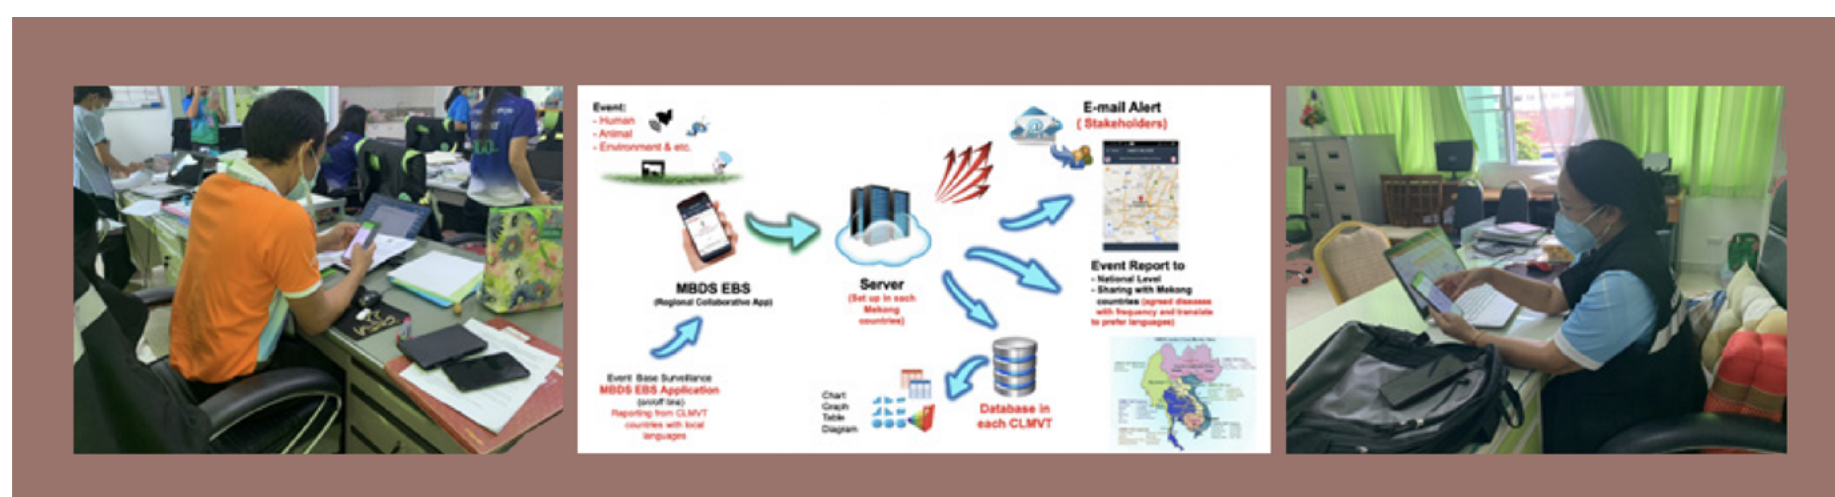 Event:
- Human
- Animal
- Environment & etc.
MBDS EBS
(Regional Collaborative App)
Event Base Surveillance
MBDS EBS Application
(on/off line)
Reporting from CLMVT
countries with local
languages
Server
(Set up in each
Mekong
countries)
E-mail Alert
( Stakeholders)
Event Report to
- National Level
- Sharing with Mekong
countries (agreed diseases
with frequency and translate
to prefer languages)
Chart
Graph
Table
Diagram
Database in
each CLMVT